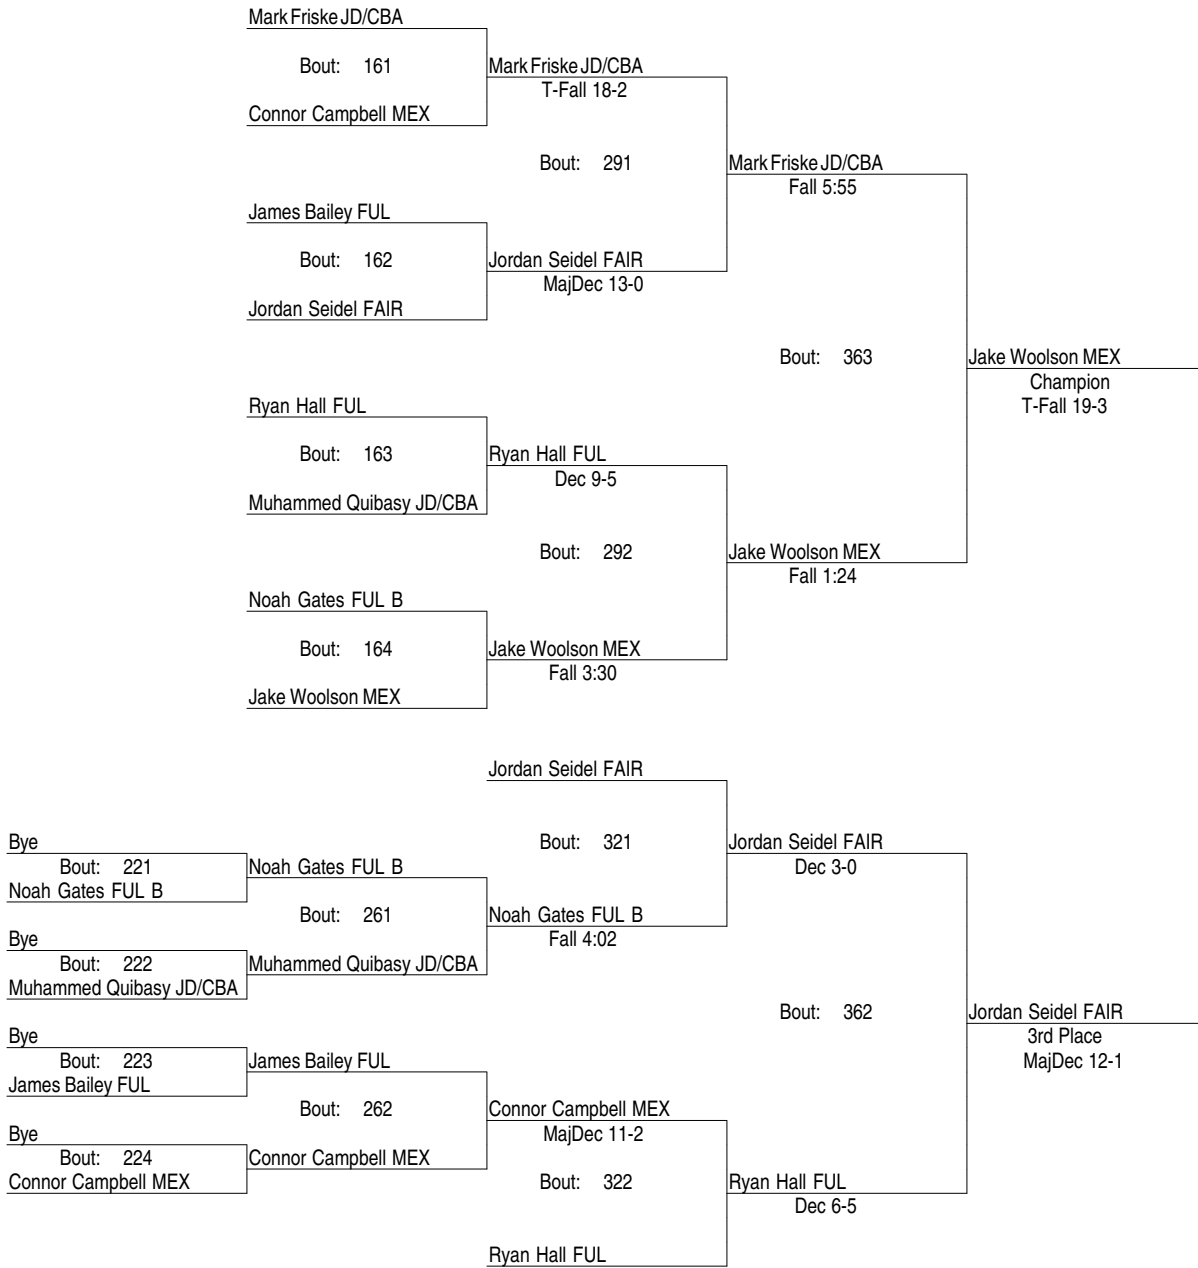 Mark Friske JD/CBA
Bout: 161
Mark Friske JD/CBA
T-Fall 18-2
Connor Campbell MEX
Bout: 291
Mark Friske JD/CBA
Fall 5:55
James Bailey FUL
Bout: 162
Jordan Seidel FAIR
MajDec 13-0
Jordan Seidel FAIR
Bout: 363
Jake Woolson MEX
Champion
T-Fall 19-3
Ryan Hall FUL
Bout: 163
Ryan Hall FUL
Dec 9-5
Muhammed Quibasy JD/CBA
Bout: 292
Jake Woolson MEX
Fall 1:24
Noah Gates FUL B
Bout: 164
Jake Woolson MEX
Fall 3:30
Jake Woolson MEX
Jordan Seidel FAIR
Bye
Bout: 321
Jordan Seidel FAIR
Bout: 221
Noah Gates FUL B
Dec 3-0
Noah Gates FUL B
Bout: 261
Noah Gates FUL B
Fall 4:02
Bye
Bout: 222
Muhammed Quibasy JD/CBA
Muhammed Quibasy JD/CBA
Bout: 362
Jordan Seidel FAIR
3rd Place
MajDec 12-1
Bye
Bout: 223
James Bailey FUL
James Bailey FUL
Bout: 262
Connor Campbell MEX
MajDec 11-2
Bye
Bout: 224
Connor Campbell MEX
Connor Campbell MEX
Bout: 322
Ryan Hall FUL
Dec 6-5
Ryan Hall FUL